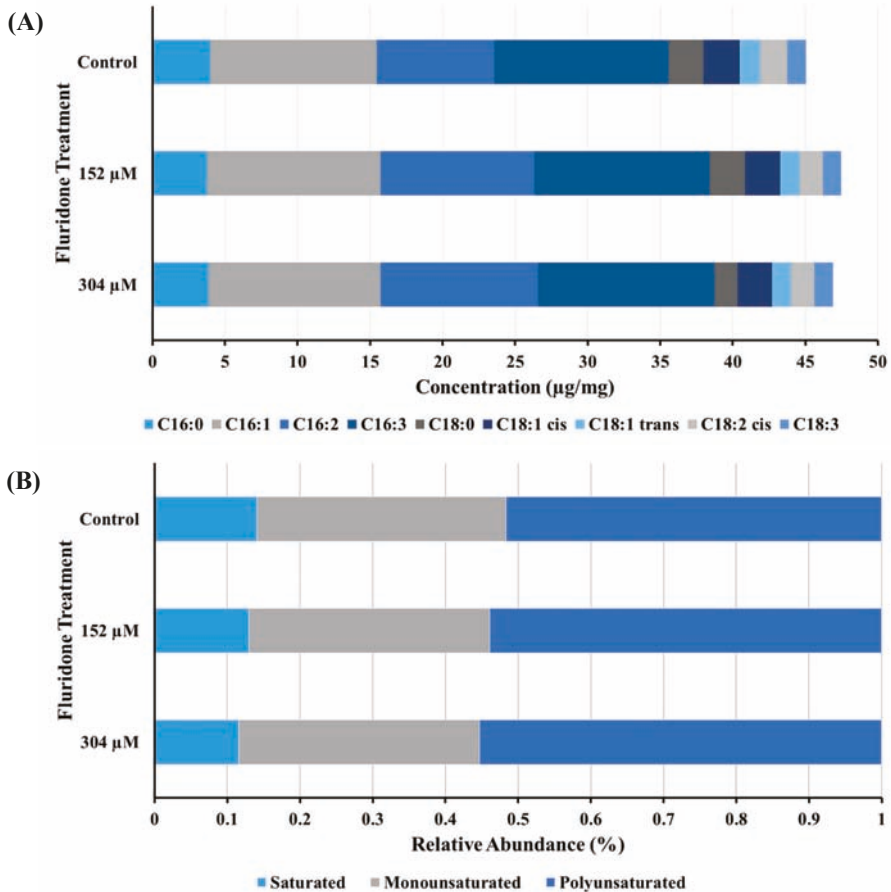 (A)
Fluridone Treatment
Control
152 µM
304 µM
0 5 10 15 20 25 30 35 40 45 50
Concentration (µg/mg)
C16:0 C16:1 C16:2 C16:3 C18:0 C18:1 cis C18:1 trans C18:2 cis C18:3
(B)
Fluridone Treatment
Control
152 µM
304 µM
0 0.1 0.2 0.3 0.4 0.5 0.6 0.7 0.8 0.9 1
Relative Abundance (%)
Saturated Monounsaturated Polyunsaturated